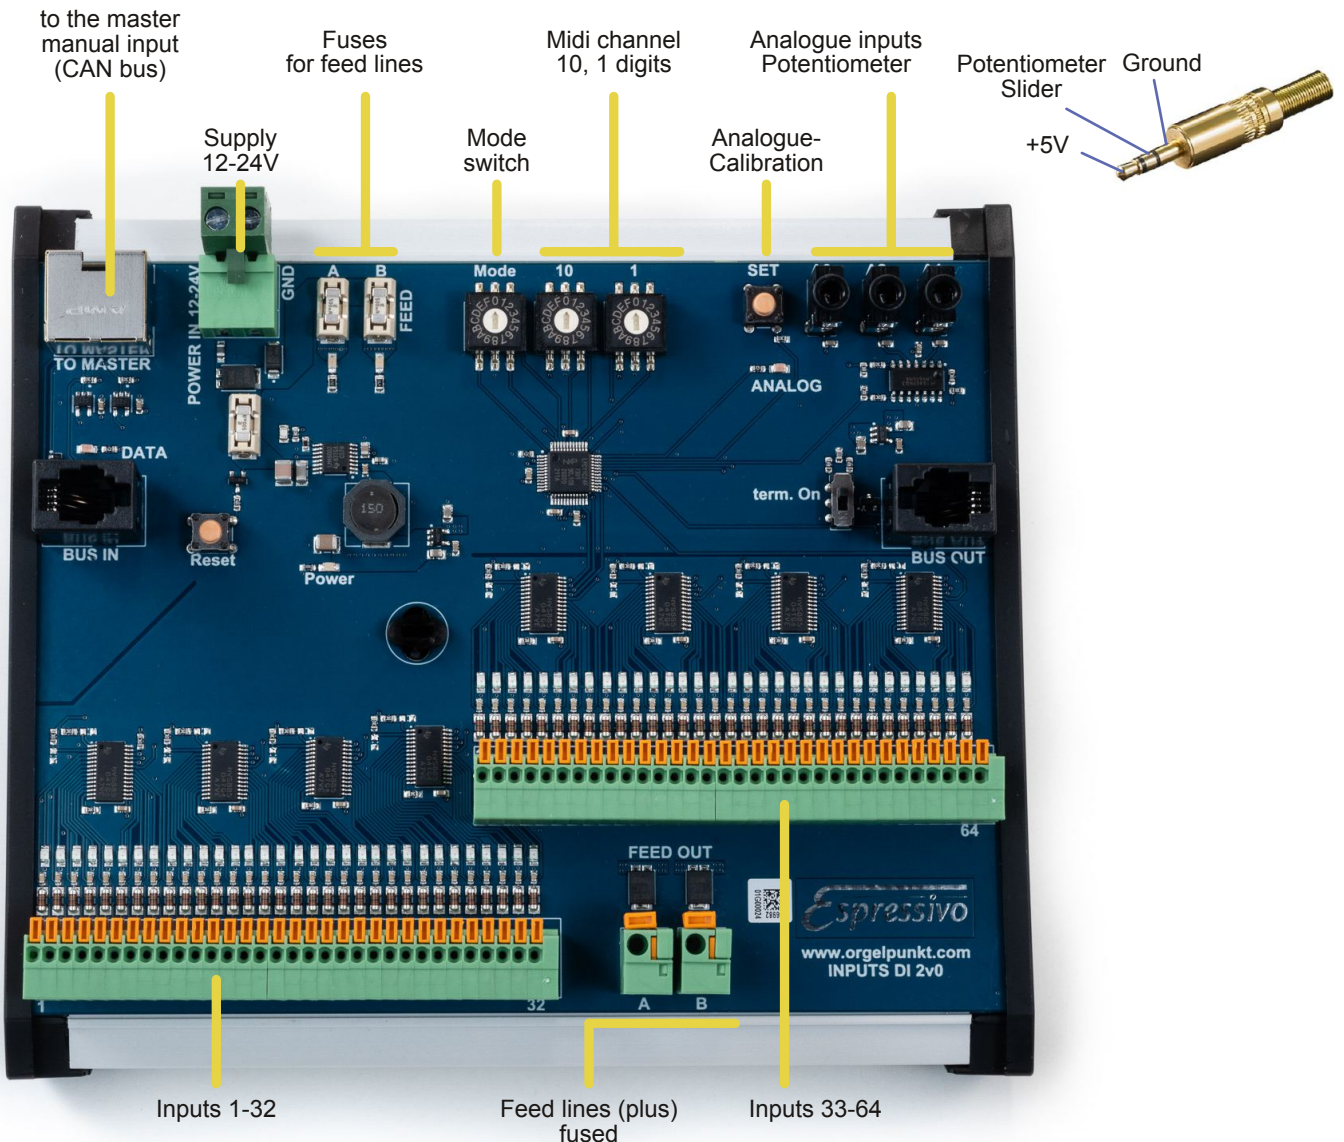 to the master
manual input
(CAN bus)
Fuses
for feed lines
Midi channel
10, 1 digits
Analogue inputs
Potentiometer
Potentiometer
Slider
Ground
+5V
Supply
12-24V
Mode
switch
Analogue-
Calibration
POWER IN 12-24V
GND
A
B
FEED
Mode
10
1
SET
TO MASTER
ANALOG
DATA
term. On
BUS IN
Reset
Power
BUS OUT
150
64
FEED OUT
Espressivo
www.orgelpunkt.com
INPUTS DI 2v0
1
32
A
B
Inputs 1-32
Feed lines (plus)
fused
Inputs 33-64